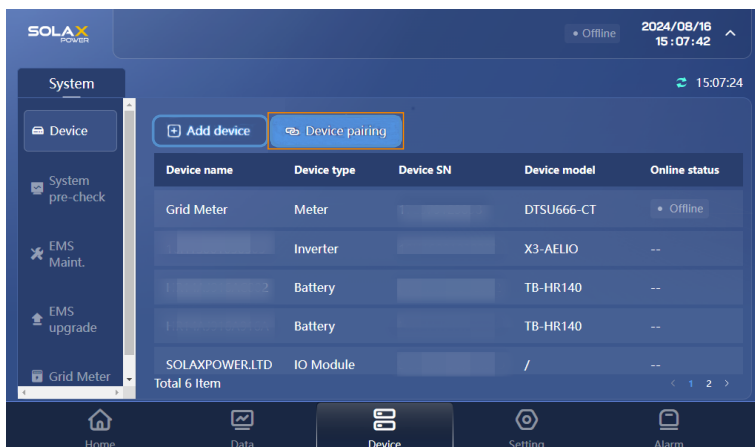 SOLAX
POWER
• Offline
2024/08/16
15:07:42
System
15:07:24
Device
Add device
Device pairing
Device name Device type Device SN Device model Online status
System
pre-check
Grid Meter Meter DTSU666-CT • Offline
EMS
Maint.
Inverter X3-AELIO --
Battery TB-HR140 --
EMS
upgrade
Battery TB-HR140 --
Grid Meter
SOLAXPOWER.LTD IO Module / --
Total 6 Item
< 1 2 >
Home Data Device Setting Alarm